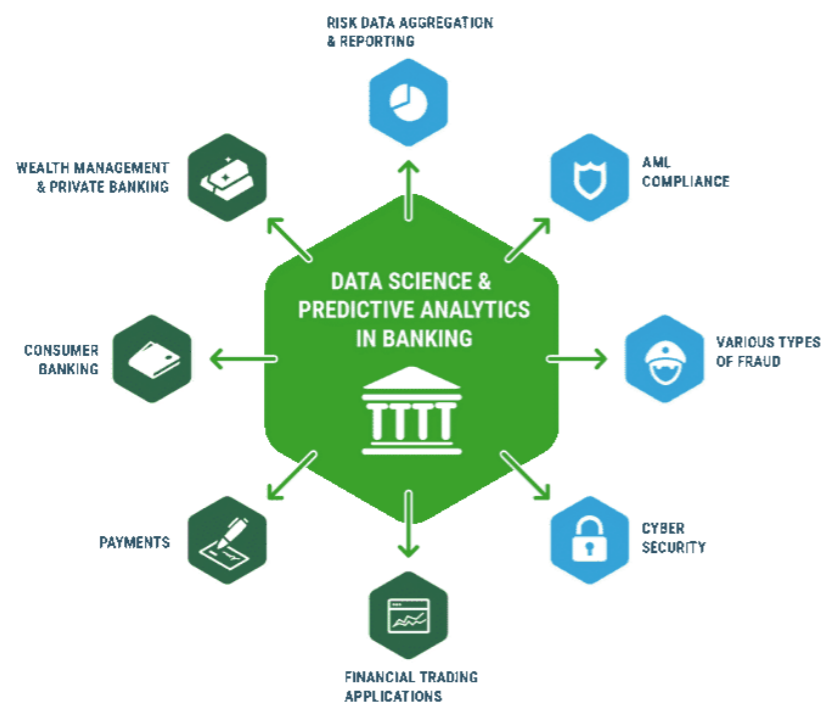 RISK DATA AGGREGATION
& REPORTING
WEALTH MANAGEMENT
& PRIVATE BANKING
AML
COMPLIANCE
DATA SCIENCE &
PREDICTIVE ANALYTICS
IN BANKING
CONSUMER
BANKING
VARIOUS TYPES
OF FRAUD
PAYMENTS
CYBER
SECURITY
FINANCIAL TRADING
APPLICATIONS